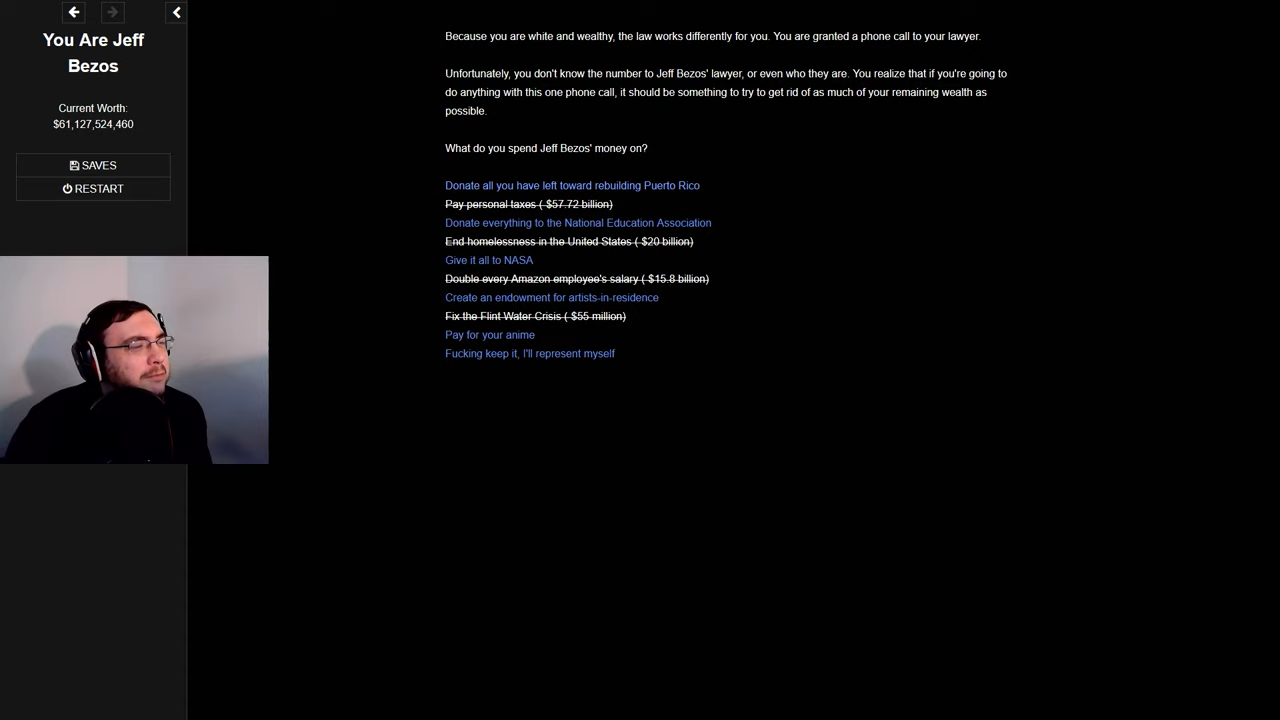 You Are Jeff
Bezos
Current Worth:
$61,127,524,460
SAVES
RESTART
Because you are white and wealthy, the law works differently for you. You are granted a phone call to your lawyer.
Unfortunately, you don't know the number to Jeff Bezos' lawyer, or even who they are. You realize that if you're going to
do anything with this one phone call, it should be something to try to get rid of as much of your remaining wealth as
possible.
What do you spend Jeff Bezos' money on?
Donate all you have left toward rebuilding Puerto Rico
Pay personal taxes ( $57.72 billion)
Donate everything to the National Education Association
End homelessness in the United States ( $20 billion)
Give it all to NASA
Double every Amazon employee's salary ( $15.8 billion)
Create an endowment for artists-in-residence
Fix the Flint Water Crisis ( $55 million)
Pay for your anime
Fucking keep it, I'll represent myself